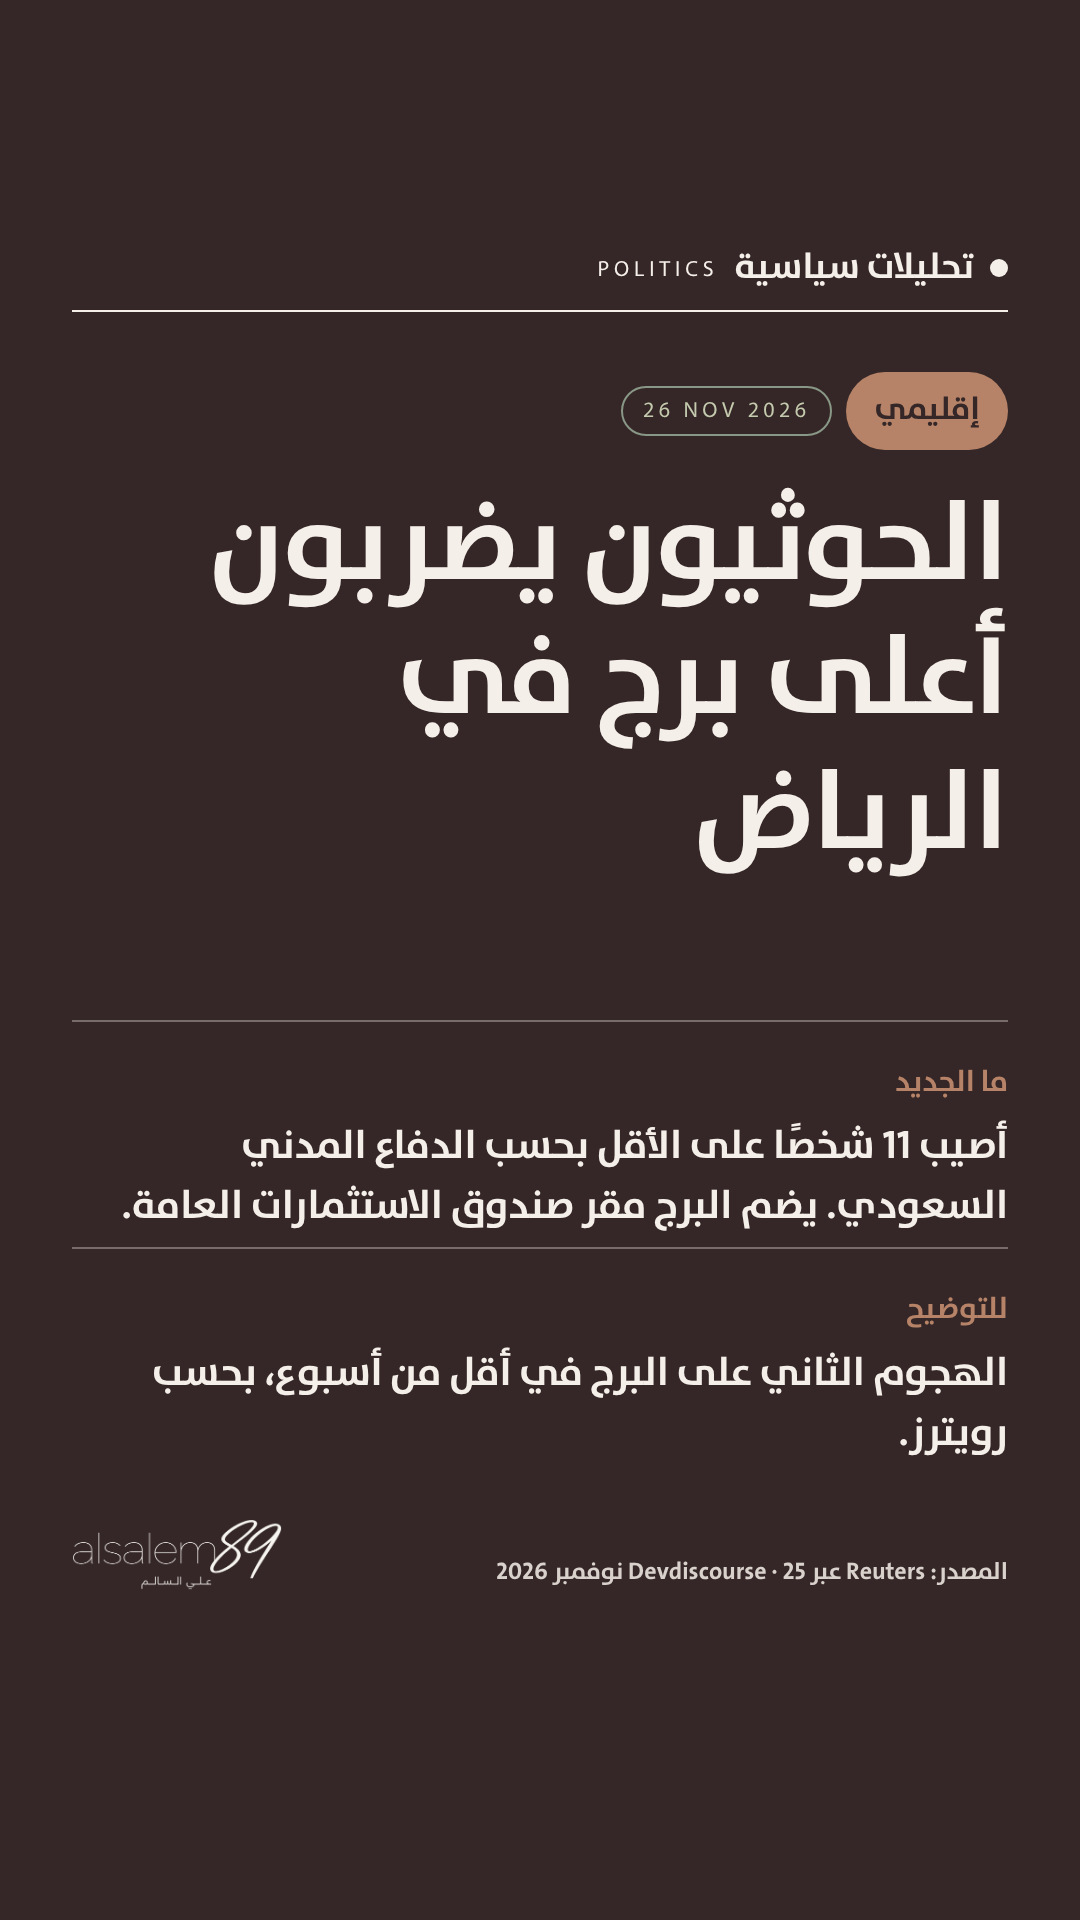 تحليلات سياسية POLITICS
إقليمي 26 NOV 2026
الحوثيون يضربون
أعلى برج في
الرياض
ما الجديد
أصيب 11 شخصًا على الأقل بحسب الدفاع المدني
السعودي. يضم البرج مقر صندوق الاستثمارات العامة.
للتوضيح
الهجوم الثاني على البرج في أقل من أسبوع، بحسب
رويترز.
المصدر: Reuters عبر Devdiscourse · 25 نوفمبر 2026
alsalem89
علي السالم